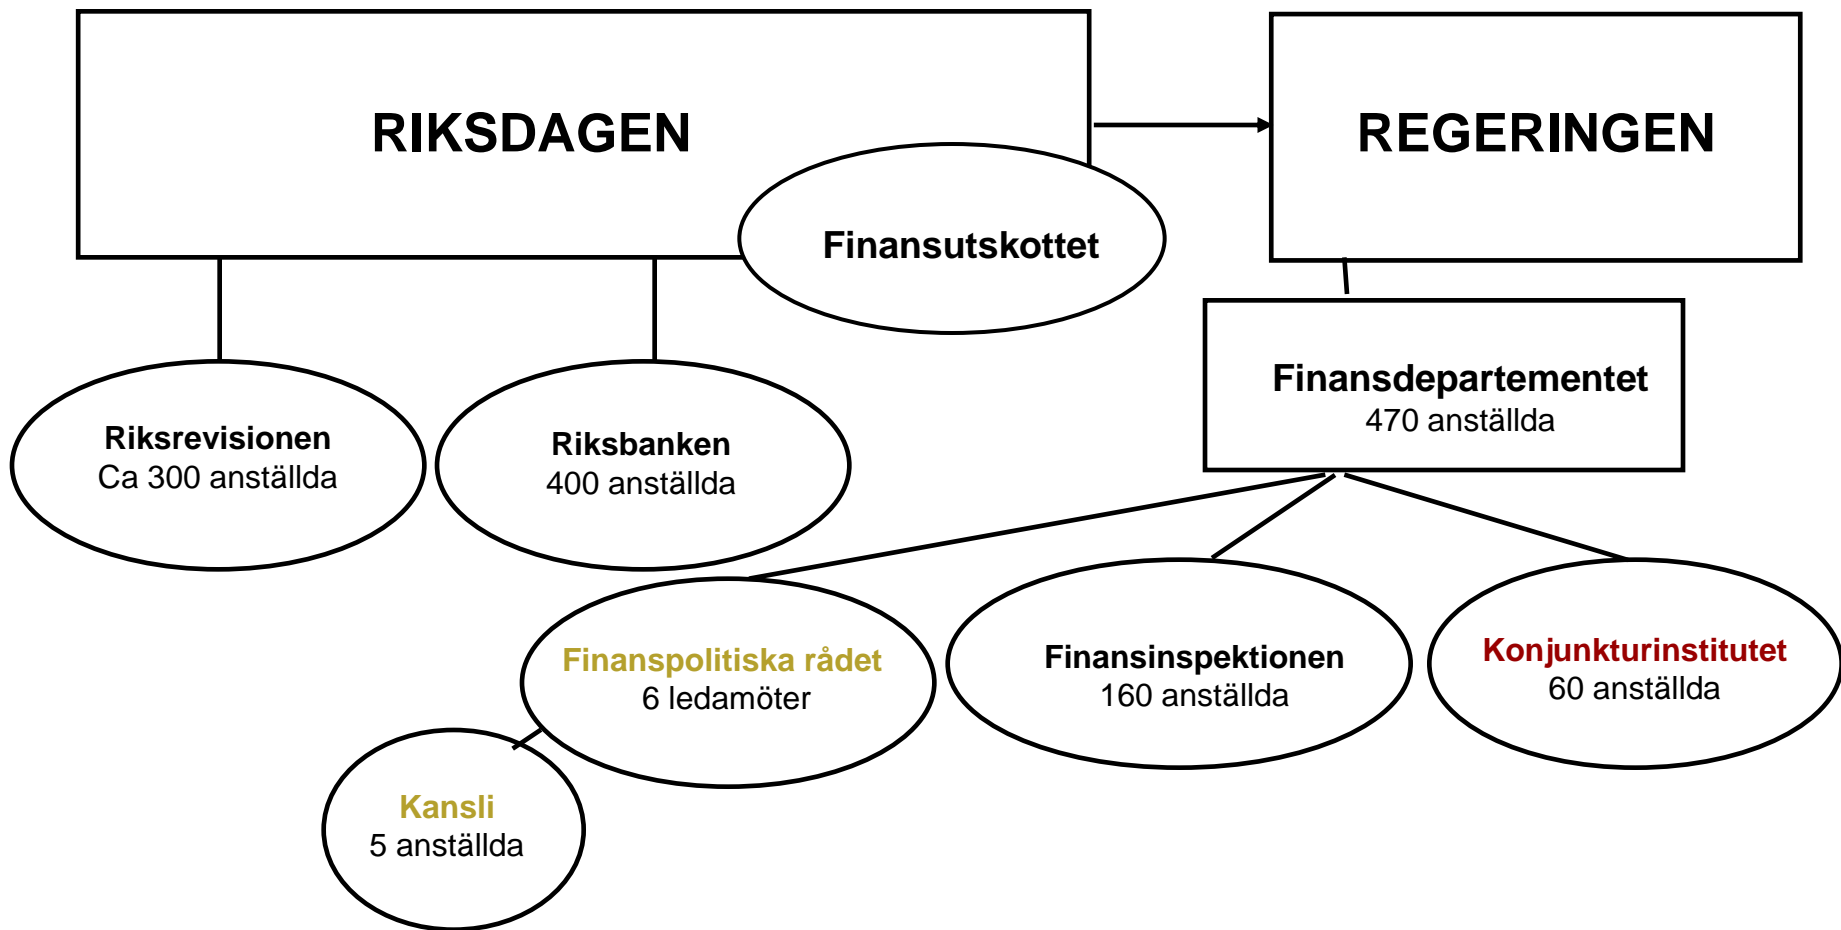 RIKSDAGEN
REGERINGEN
Finansutskottet
Finansdepartementet
470 anställda
Riksrevisionen
Ca 300 anställda
Riksbanken
400 anställda
Finanspolitiska rådet
6 ledamöter
Finansinspektionen
160 anställda
Konjunkturinstitutet
60 anställda
Kansli
5 anställda